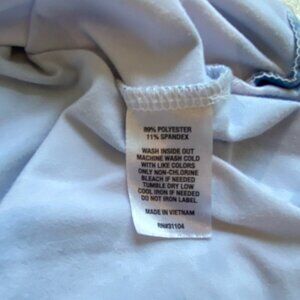 89% POLYESTER
11% SPANDEX
WASH INSIDE OUT
MACHINE WASH COLD
WITH LIKE COLORS
ONLY NON-CHLORINE
BLEACH IF NEEDED
TUMBLE DRY LOW
COOL IRON IF NEEDED
DO NOT IRON LABEL
MADE IN VIETNAM
RN#31104